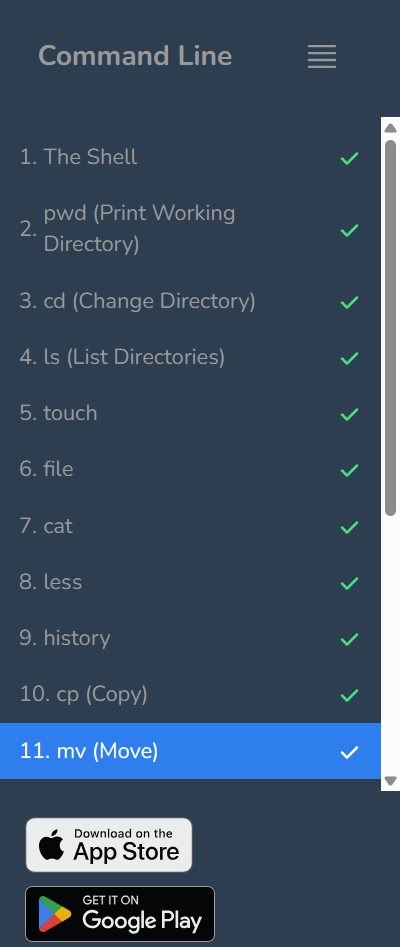 Command Line
1. The Shell
2. pwd (Print Working
Directory)
3. cd (Change Directory)
4. ls (List Directories)
5. touch
6. file
7. cat
8. less
9. history
10. cp (Copy)
11. mv (Move)
Download on the
App Store
GET IT ON
Google Play